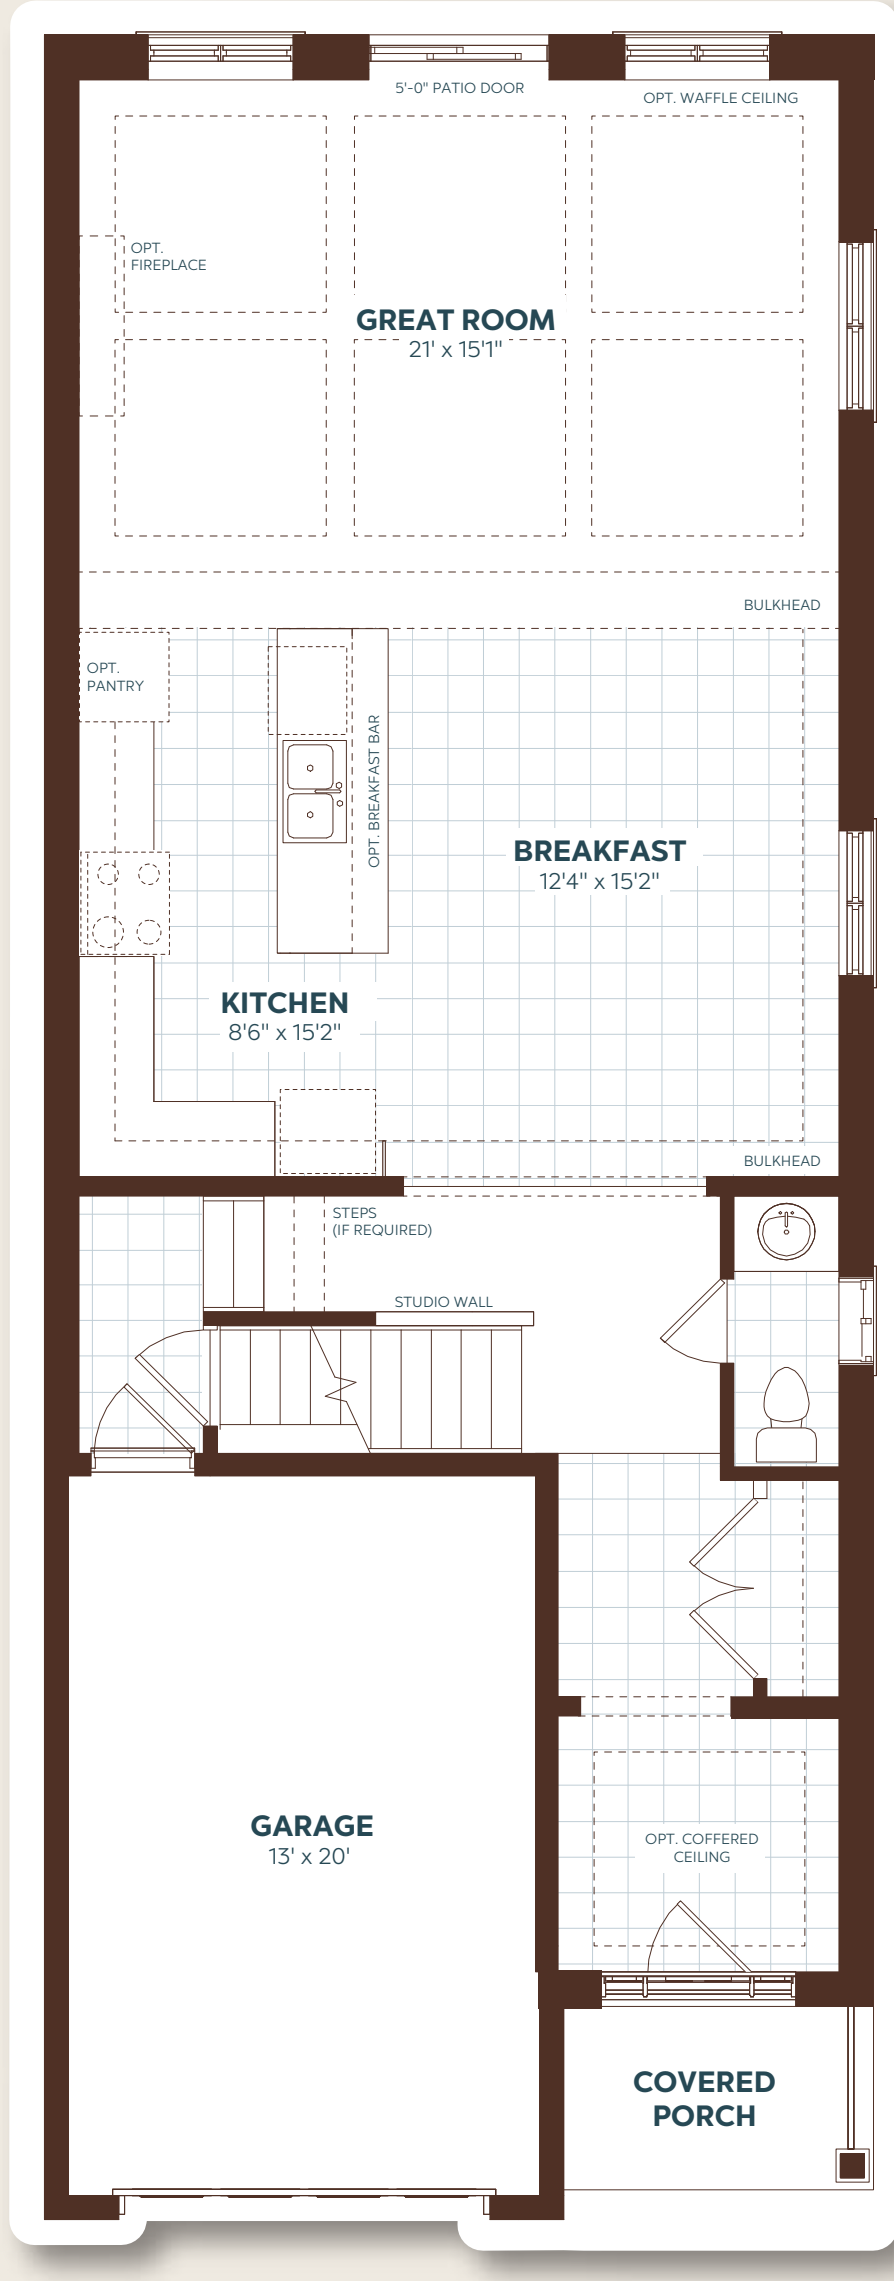 5'-0" PATIO DOOR
OPT. WAFFLE CEILING
OPT.
FIREPLACE
GREAT ROOM
21' x 15'1"
BULKHEAD
OPT.
PANTRY
OPT. BREAKFAST BAR
BREAKFAST
12'4" x 15'2"
KITCHEN
8'6" x 15'2"
BULKHEAD
STEPS
(IF REQUIRED)
STUDIO WALL
GARAGE
13' x 20'
OPT. COFFERED
CEILING
COVERED
PORCH